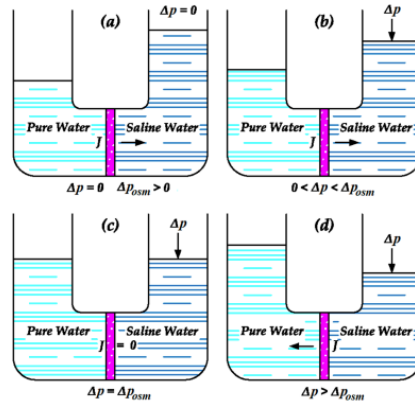 (a)
Δp = 0
Pure Water
Saline Water
J
Δp = 0
Δp_osm > 0
(b)
Δp
Pure Water
Saline Water
J
0 < Δp < Δp_osm
(c)
Δp
Pure Water
Saline Water
J = 0
Δp = Δp_osm
(d)
Δp
Pure Water
Saline Water
J
Δp > Δp_osm